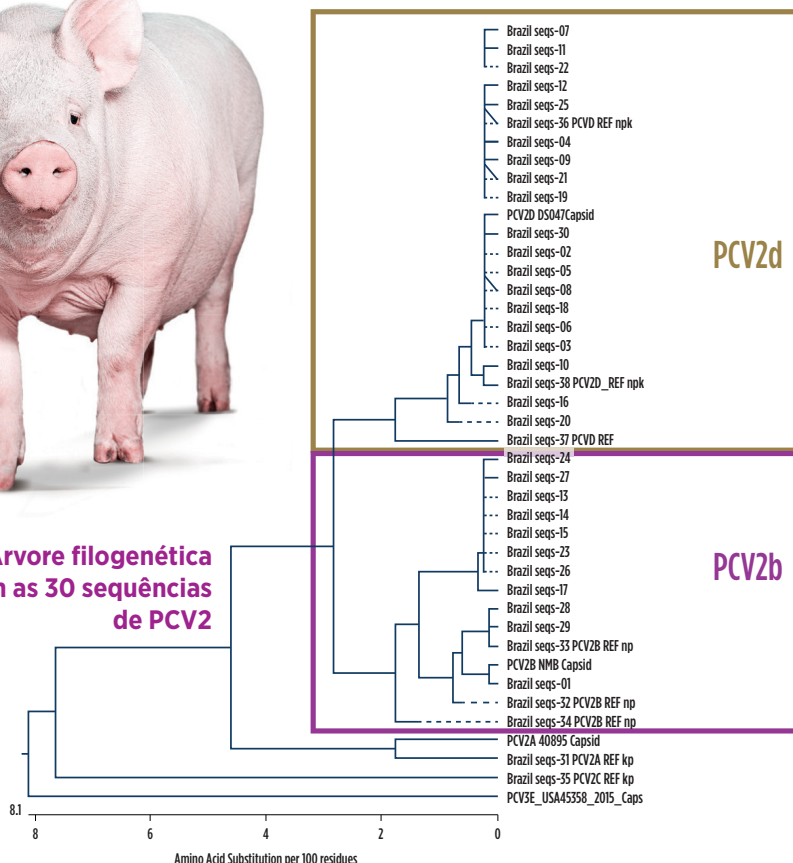 Brazil seqs-07
Brazil seqs-11
Brazil seqs-22
Brazil seqs-12
Brazil seqs-25
Brazil seqs-36 PCVD REF npk
Brazil seqs-04
Brazil seqs-09
Brazil seqs-21
Brazil seqs-19
PCV2D DS047Capsid
Brazil seqs-30
Brazil seqs-02
Brazil seqs-05
Brazil seqs-08
Brazil seqs-18
Brazil seqs-06
Brazil seqs-03
Brazil seqs-10
Brazil seqs-38 PCV2D_REF npk
Brazil seqs-16
Brazil seqs-20
Brazil seqs-37 PCVD REF
PCV2d
Brazil seqs-24
Brazil seqs-27
Brazil seqs-13
Brazil seqs-14
Brazil seqs-15
Brazil seqs-23
Brazil seqs-26
Brazil seqs-17
Brazil seqs-28
Brazil seqs-29
Brazil seqs-33 PCV2B REF np
PCV2B NMB Capsid
Brazil seqs-01
Brazil seqs-32 PCV2B REF np
Brazil seqs-34 PCV2B REF np
PCV2b
rvore filogenética
as 30 sequências
de PCV2
PCV2A 40895 Capsid
Brazil seqs-31 PCV2A REF kp
Brazil seqs-35 PCV2C REF kp
PCV3E_USA45358_2015_Caps
8.1
8 6 4 2 0
Amino Acid Substitution per 100 residues